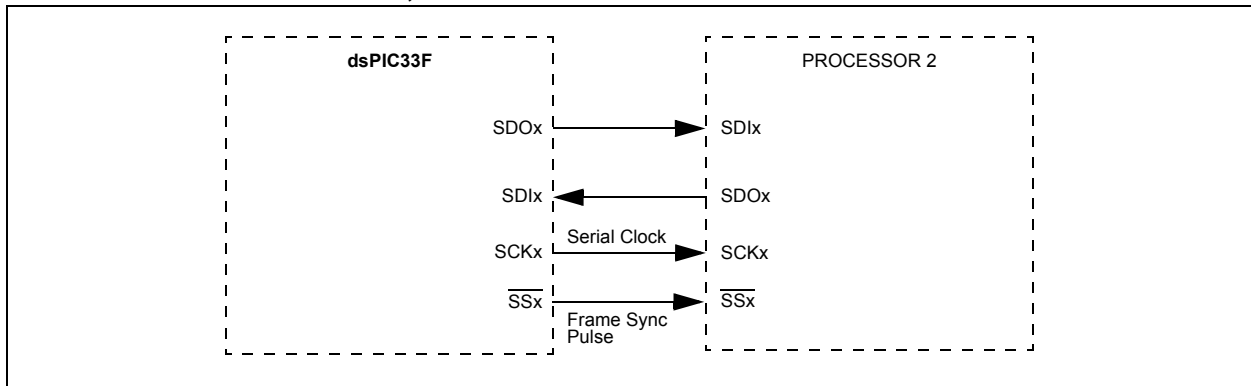 dsPIC33F
PROCESSOR 2
SDOx
SDIx
SDIx
SDOx
SCKx
Serial Clock
SCKx
SSx
Frame Sync
Pulse
SSx